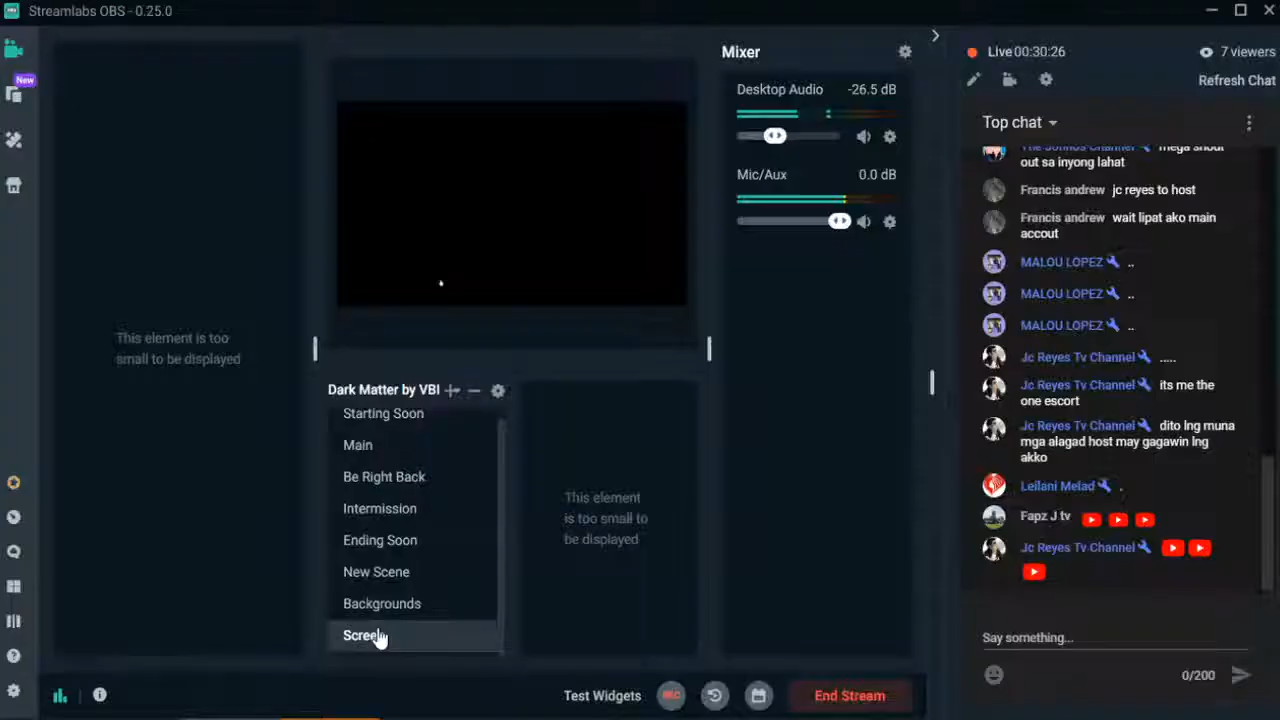 Streamlabs OBS - 0.25.0
New
This element is too
small to be displayed
Dark Matter by VBI
Starting Soon
Main
Be Right Back
Intermission
Ending Soon
New Scene
Backgrounds
This element
is too small to
be displayed
Mixer
Desktop Audio -26.5 dB
Mic/Aux 0.0 dB
Test Widgets
REC
End Stream
Live 00:30:26 7 viewers
Refresh Chat
Top chat
The Johnos Channel mega shout
out sa inyong lahat
Francis andrew jc reyes to host
Francis andrew wait lipat ako main
accout
MALOU LOPEZ ..
MALOU LOPEZ ..
MALOU LOPEZ ..
Jc Reyes Tv Channel .....
Jc Reyes Tv Channel its me the
one escort
Jc Reyes Tv Channel dito lng muna
mga alagad host may gagawin lng
akko
Leilani Melad .
Fapz J tv
Jc Reyes Tv Channel
Say something...
0/200